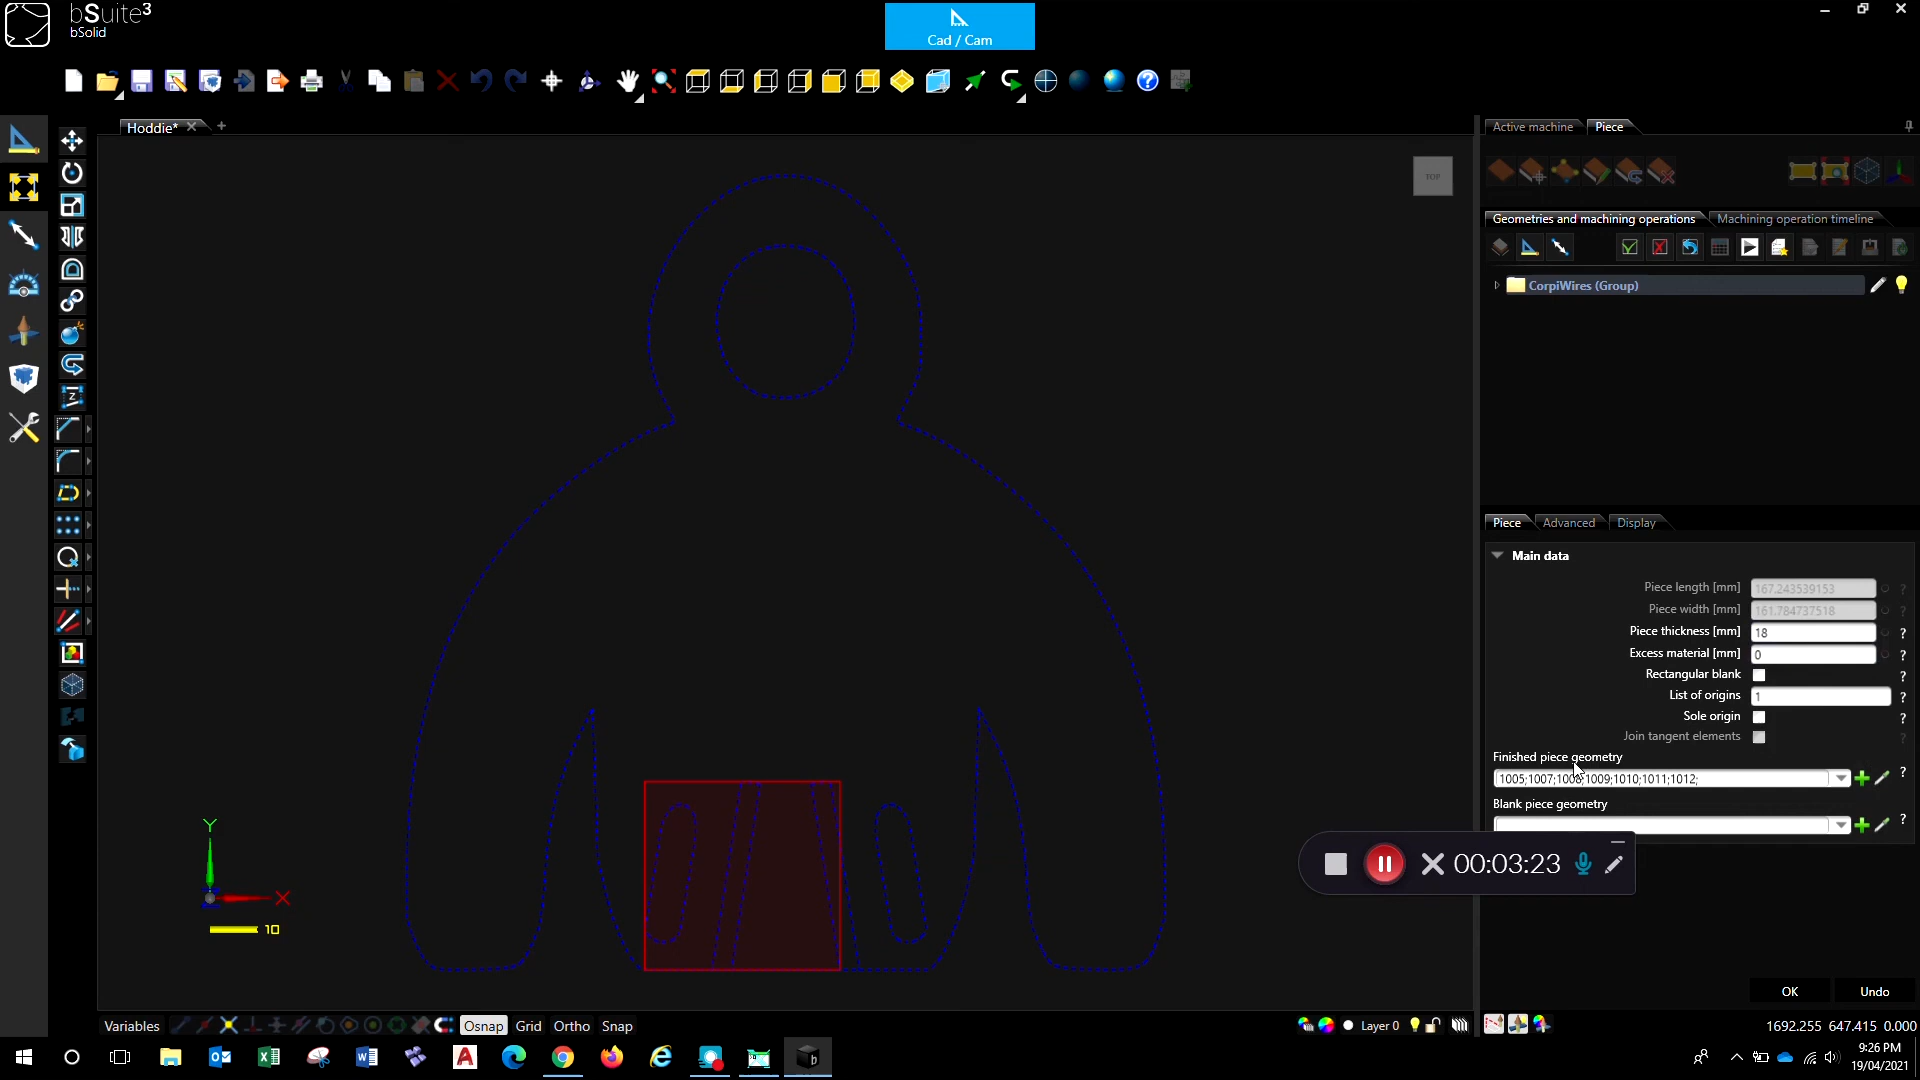 bSuite³
bSolid
Cad / Cam
Hoddie*
TOP
Active machine
Piece
Geometries and machining operations
Machining operation timeline
CorpiWires (Group)
Piece
Advanced
Display
Main data
Piece length [mm] 167.243539153
Piece width [mm] 161.784737518
Piece thickness [mm] 18
Excess material [mm] 0
Rectangular blank
List of origins 1
Sole origin
Join tangent elements
Finished piece geometry
1005;1007;1008;1009;1010;1011;1012;
Blank piece geometry
00:03:23
Y
X
10
OK
Undo
Variables
Osnap
Grid
Ortho
Snap
Layer 0
1692.255 647.415 0.000
9:26 PM
19/04/2021